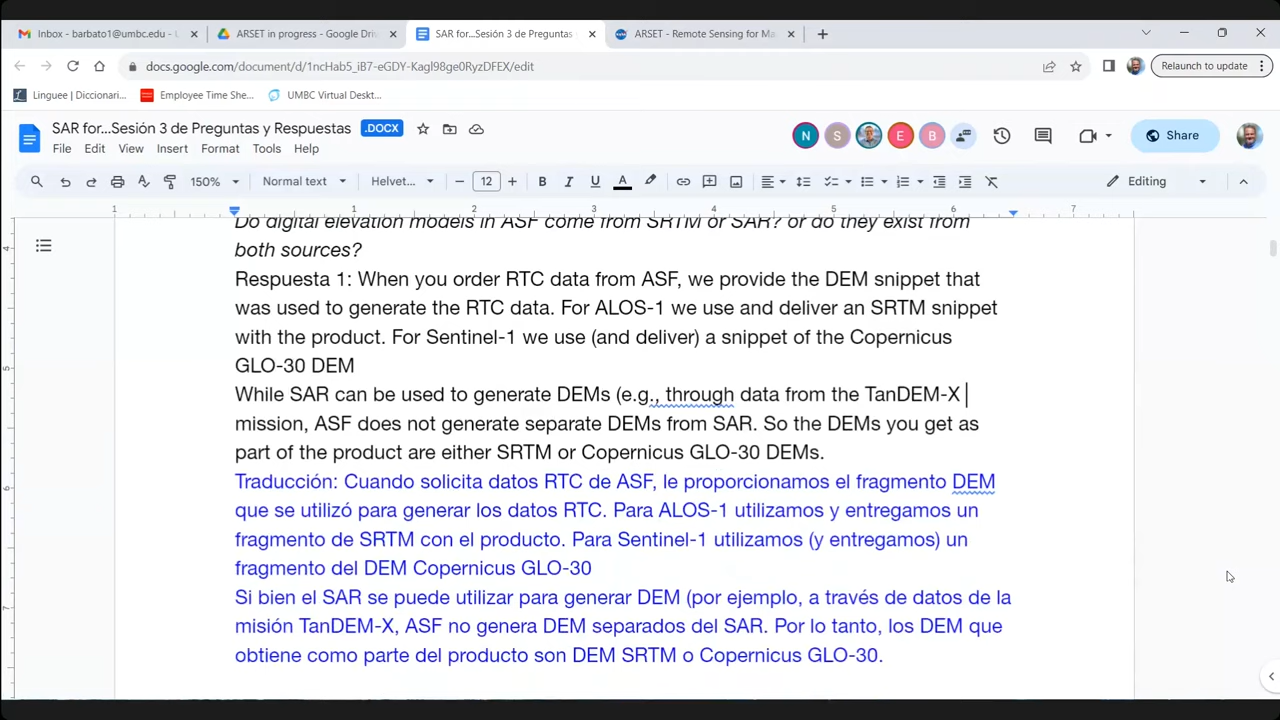 Inbox - barbato1@umbc.edu -
ARSET in progress - Google Driv
SAR for...Sesión 3 de Preguntas
ARSET - Remote Sensing for Ma
docs.google.com/document/d/1ncHab5_iB7-eGDY-Kagl98ge0RyzDFEX/edit
Relaunch to update
Linguee | Diccionari...
Employee Time She...
UMBC Virtual Deskt...
SAR for...Sesión 3 de Preguntas y Respuestas .DOCX
File Edit View Insert Format Tools Help
N S E B
Share
150% Normal text Helvet... 12 B I U A Editing
1 1 2 3 4 5 6 7
Do digital elevation models in ASF come from SRTM or SAR? or do they exist from
both sources?
Respuesta 1: When you order RTC data from ASF, we provide the DEM snippet that
was used to generate the RTC data. For ALOS-1 we use and deliver an SRTM snippet
with the product. For Sentinel-1 we use (and deliver) a snippet of the Copernicus
GLO-30 DEM
While SAR can be used to generate DEMs (e.g., through data from the TanDEM-X
mission, ASF does not generate separate DEMs from SAR. So the DEMs you get as
part of the product are either SRTM or Copernicus GLO-30 DEMs.
Traducción: Cuando solicita datos RTC de ASF, le proporcionamos el fragmento DEM
que se utilizó para generar los datos RTC. Para ALOS-1 utilizamos y entregamos un
fragmento de SRTM con el producto. Para Sentinel-1 utilizamos (y entregamos) un
fragmento del DEM Copernicus GLO-30
Si bien el SAR se puede utilizar para generar DEM (por ejemplo, a través de datos de la
misión TanDEM-X, ASF no genera DEM separados del SAR. Por lo tanto, los DEM que
obtiene como parte del producto son DEM SRTM o Copernicus GLO-30.